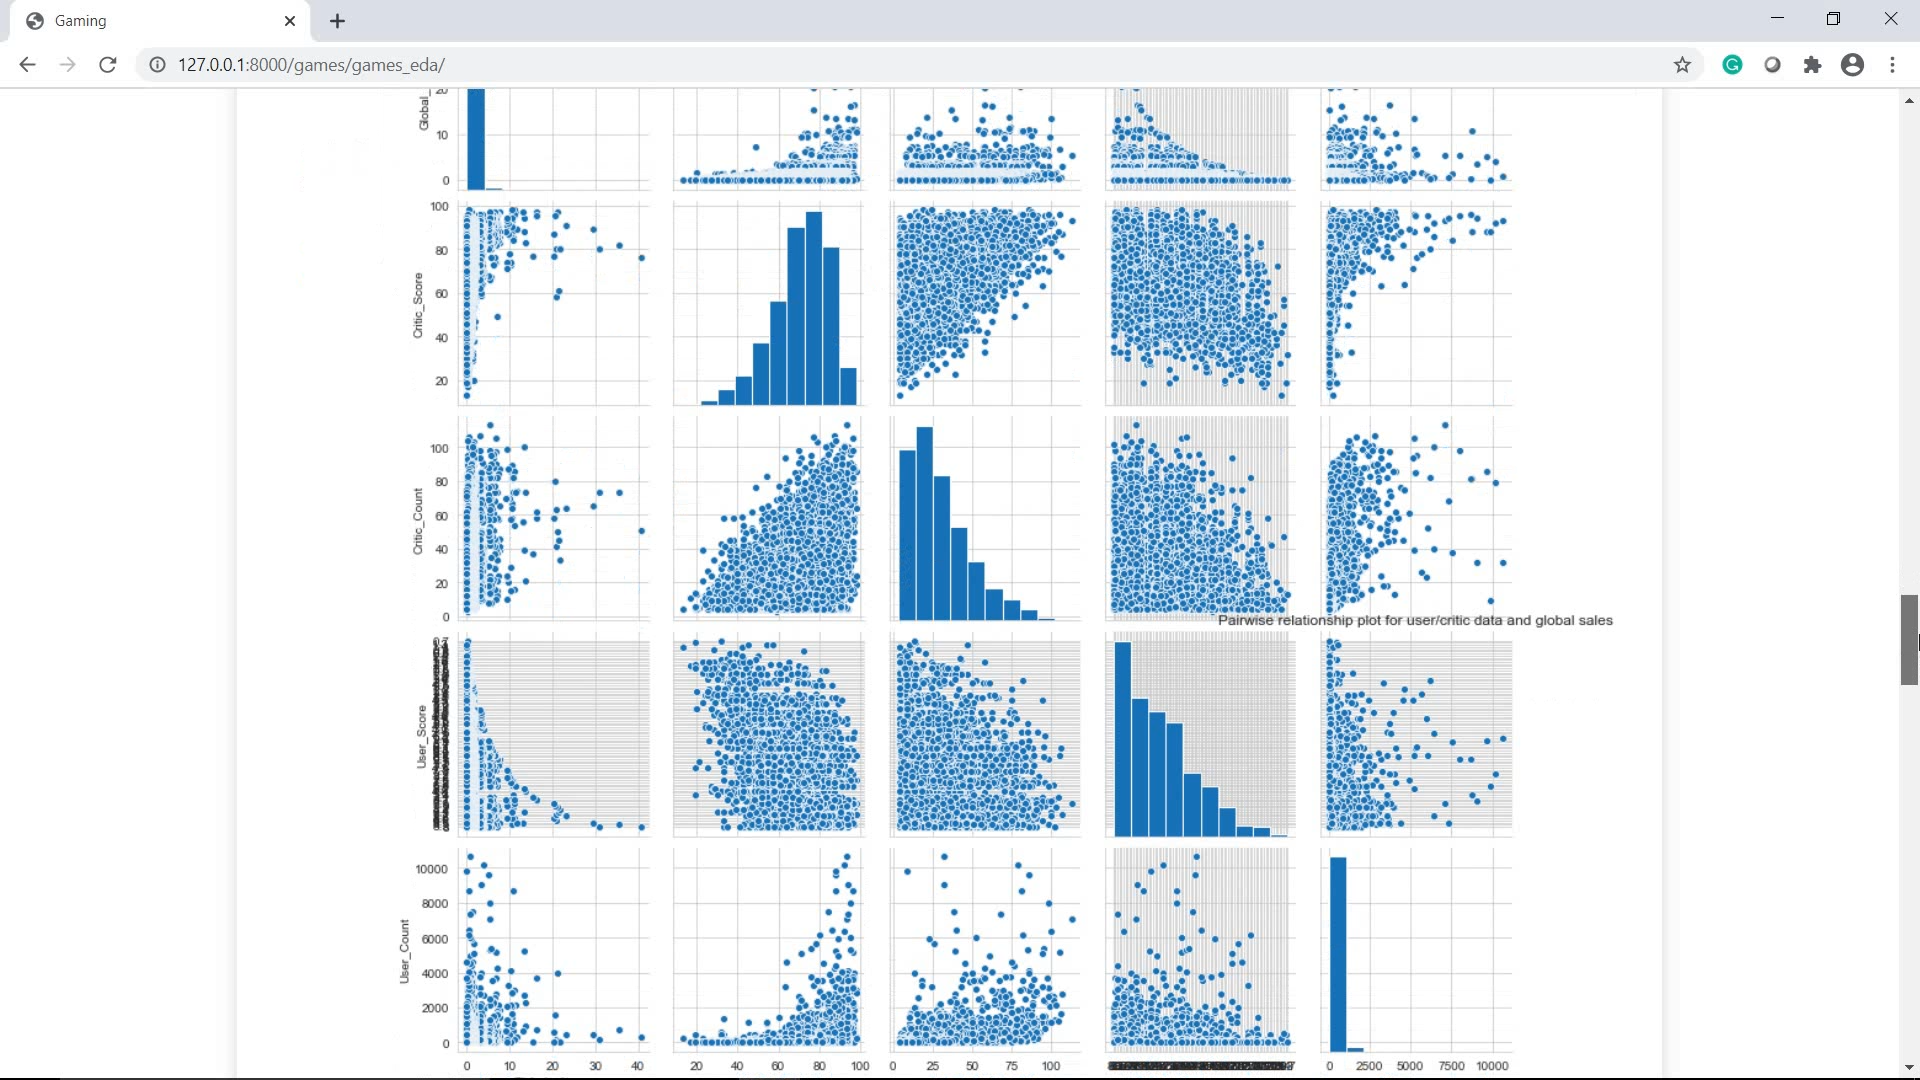 Gaming
127.0.0.1:8000/games/games_eda/
Global_
20
10
0
Critic_Score
100
80
60
40
20
Critic_Count
100
80
60
40
20
0
Pairwise relationship plot for user/critic data and global sales
User_Score
User_Count
10000
8000
6000
4000
2000
0
0 10 20 30 40 20 40 60 80 100 0 25 50 75 100 0 2500 5000 7500 10000